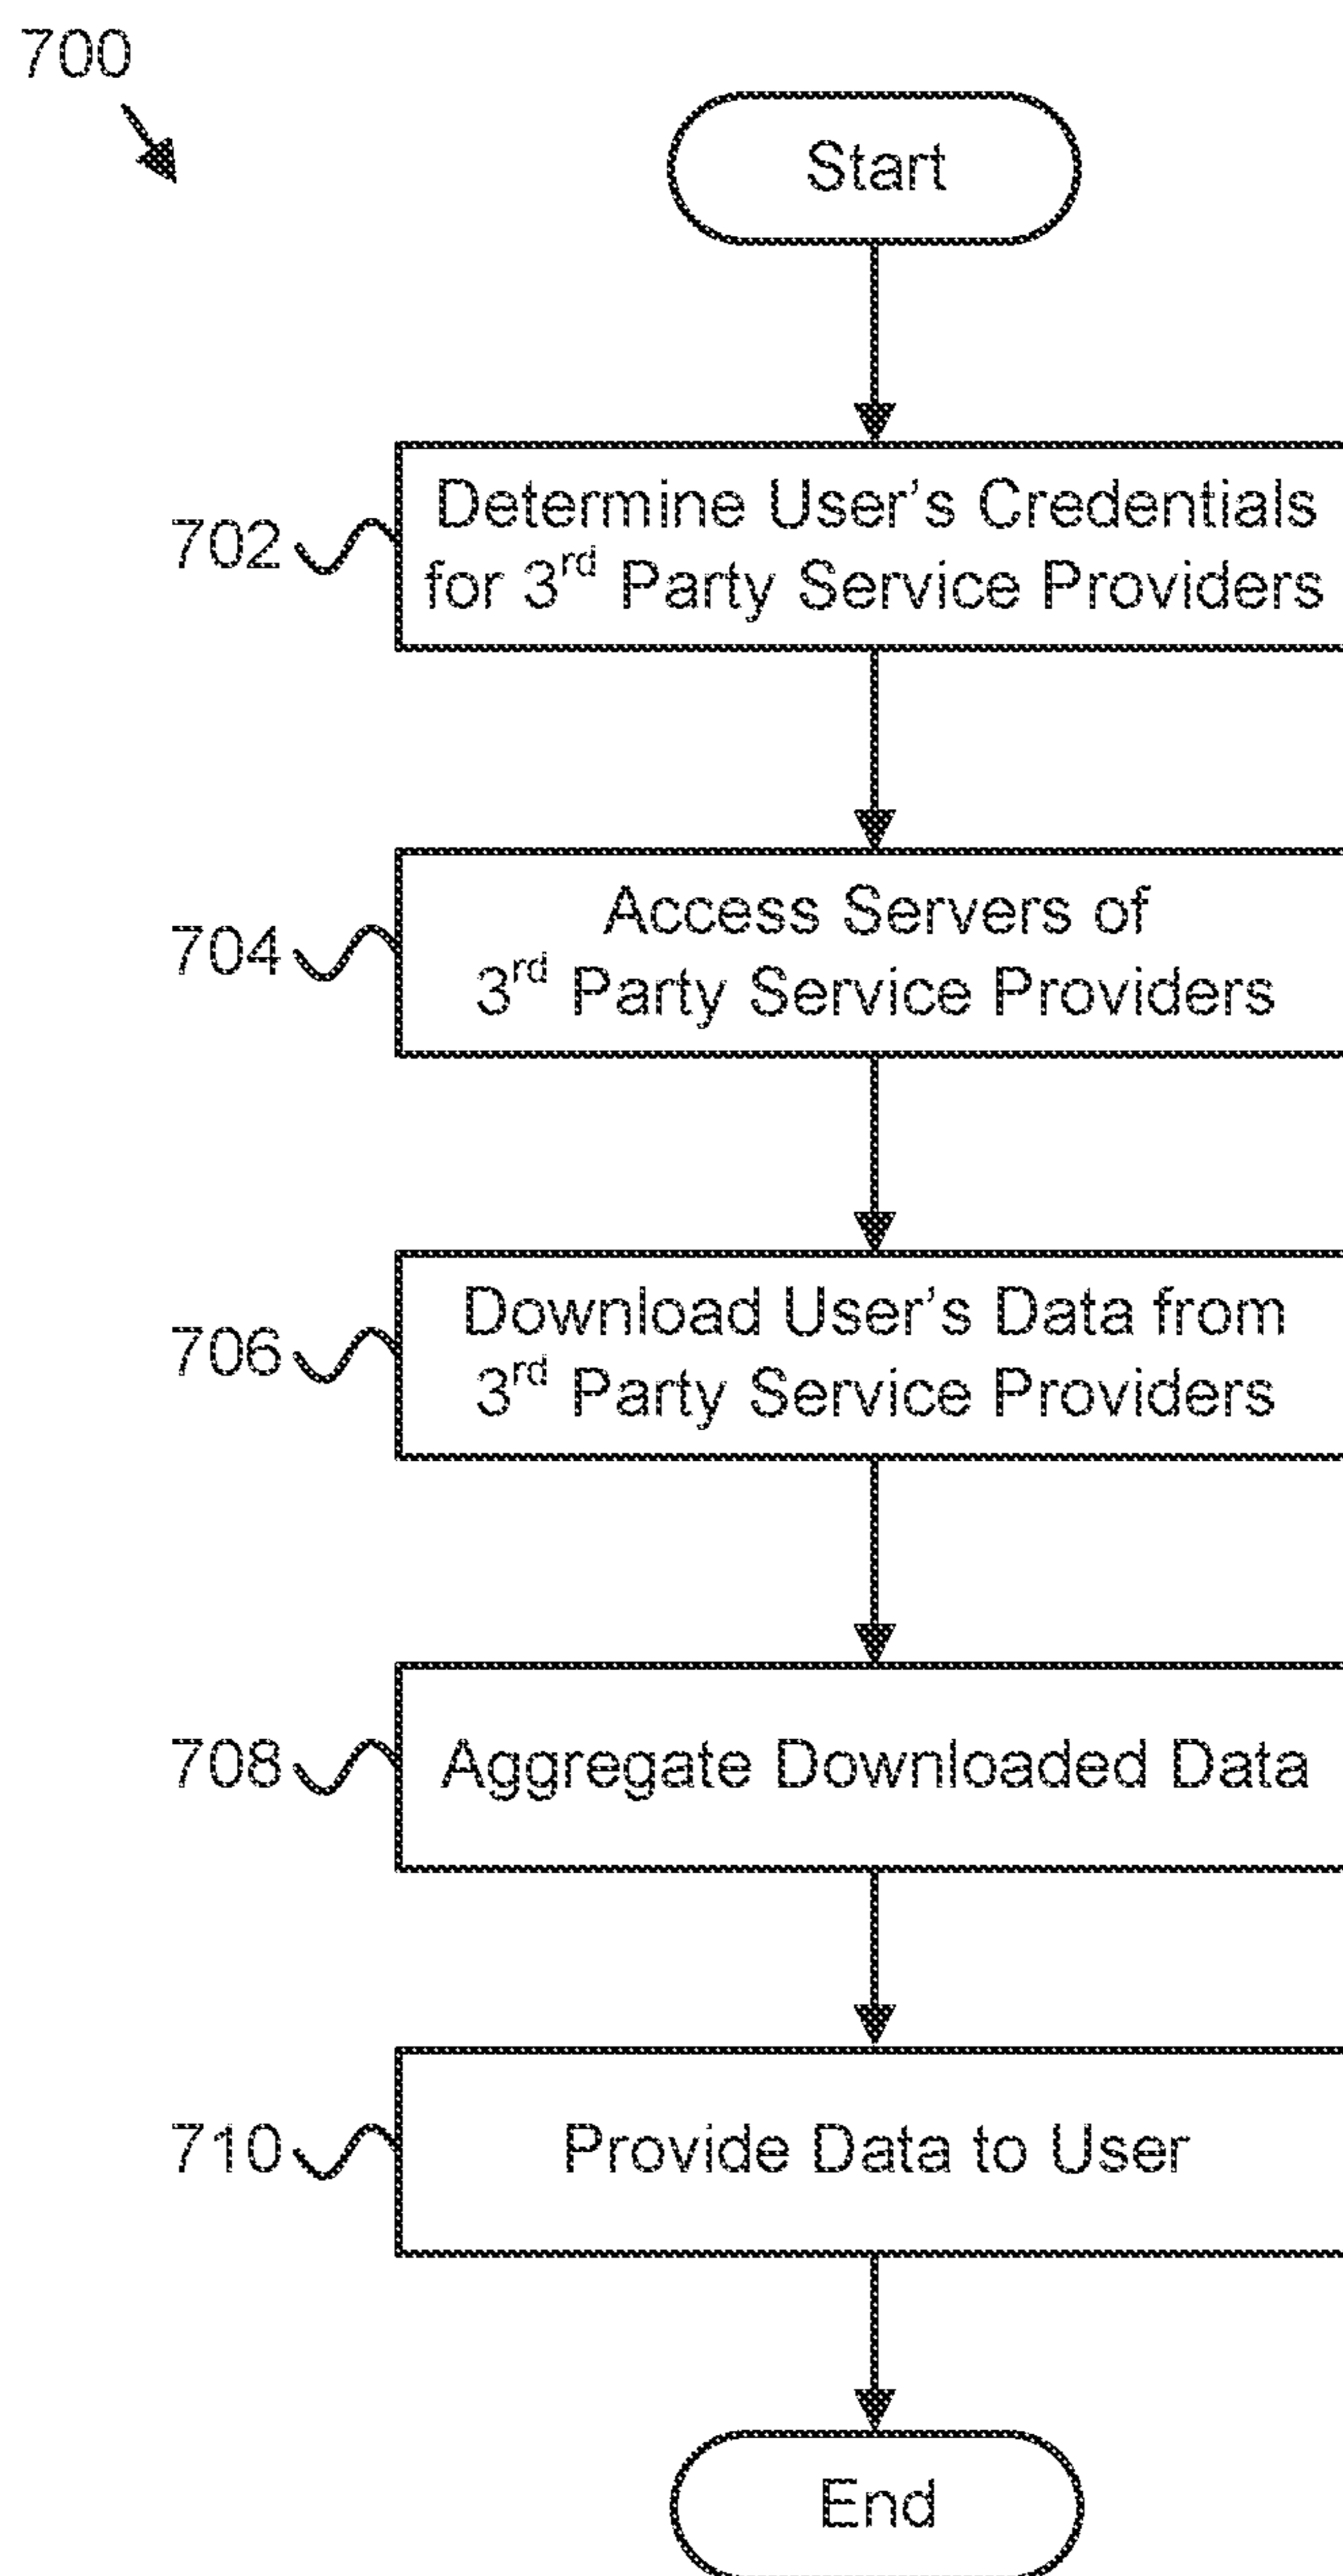 700
Start
702
Determine User's Credentials
for 3rd Party Service Providers
704
Access Servers of
3rd Party Service Providers
706
Download User's Data from
3rd Party Service Providers
708
Aggregate Downloaded Data
710
Provide Data to User
End